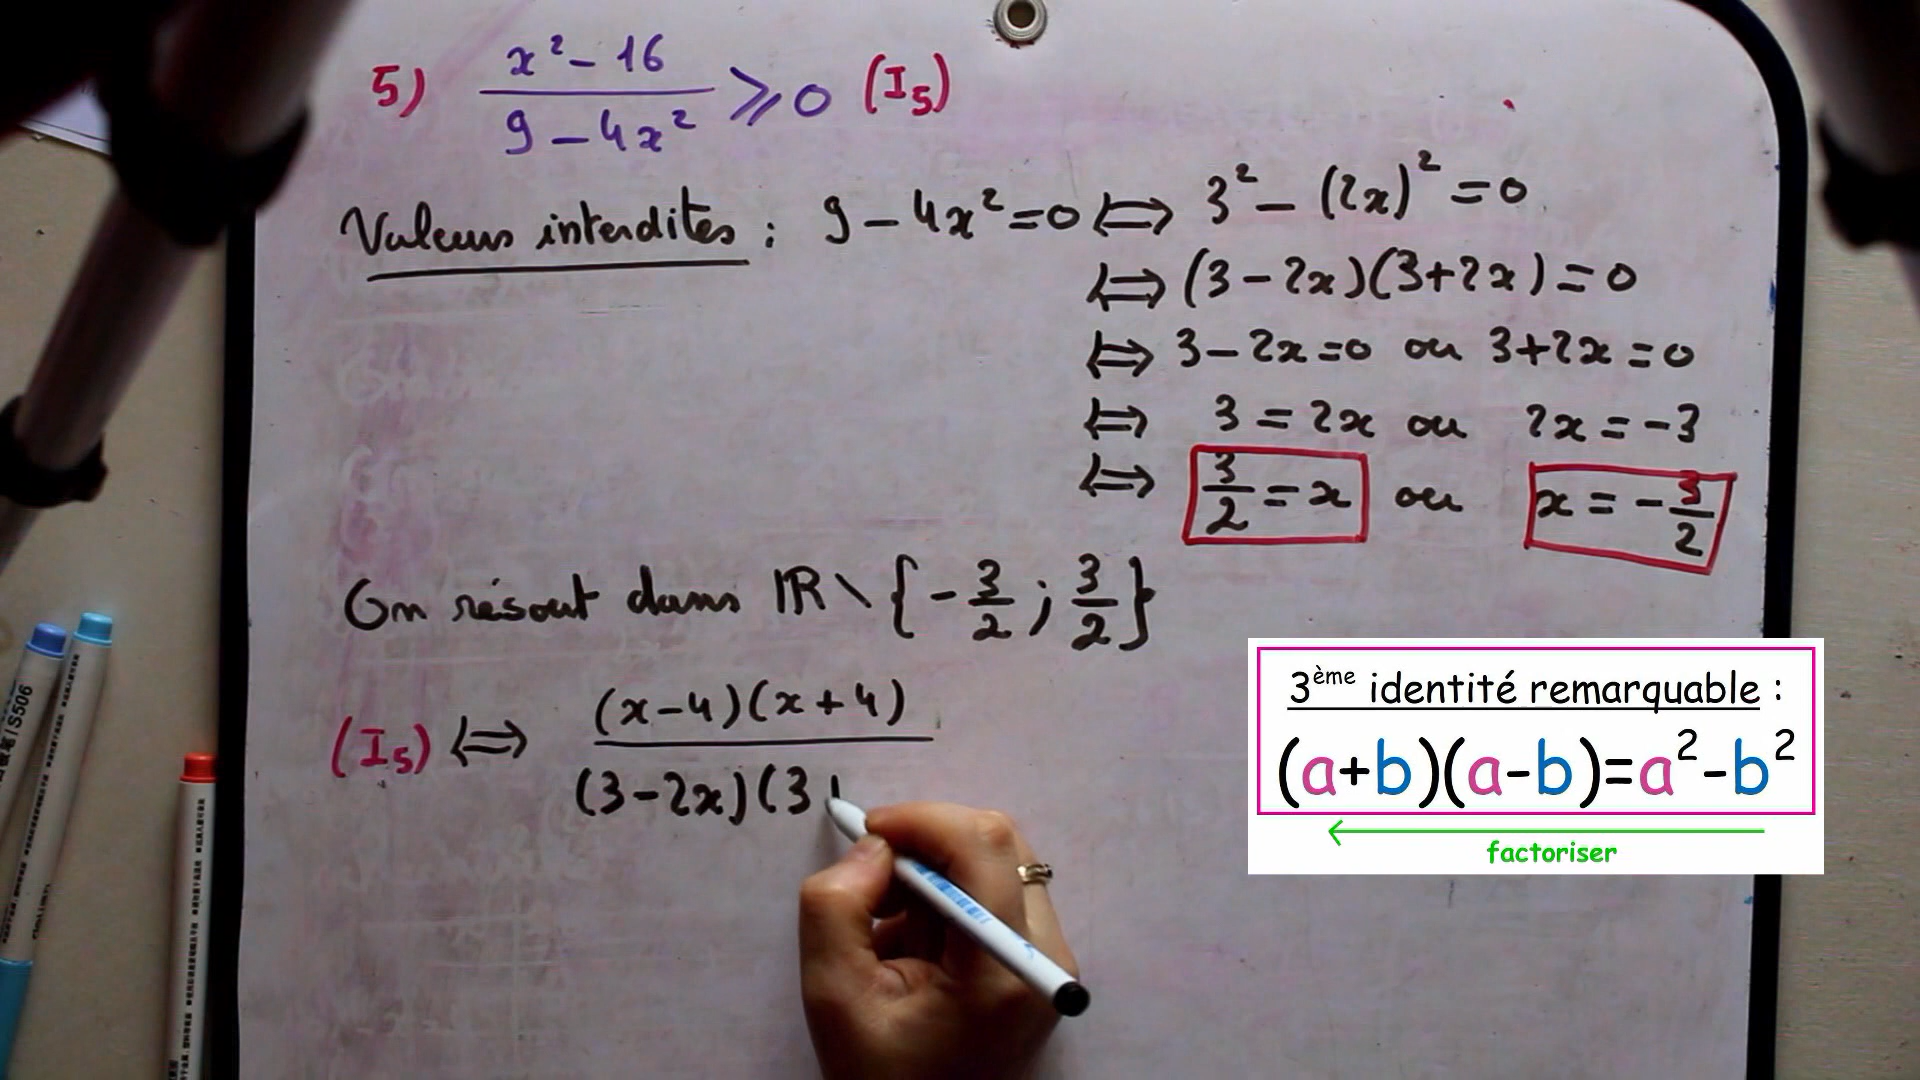 5) x² - 16 / 9 - 4x² ⩾ 0 (I₅)
Valeurs interdites : 9 - 4x² = 0 ⟺ 3² - (2x)² = 0
⟺ (3 - 2x)(3 + 2x) = 0
⟺ 3 - 2x = 0 ou 3 + 2x = 0
⟺ 3 = 2x ou 2x = -3
⟺ 3/2 = x ou x = -3/2
On résout dans ℝ \ { -3/2 ; 3/2 }
(I₅) ⟺ (x - 4)(x + 4) / (3 - 2x)(3
3ème identité remarquable :
(a+b)(a-b)=a²-b²
factoriser
S506